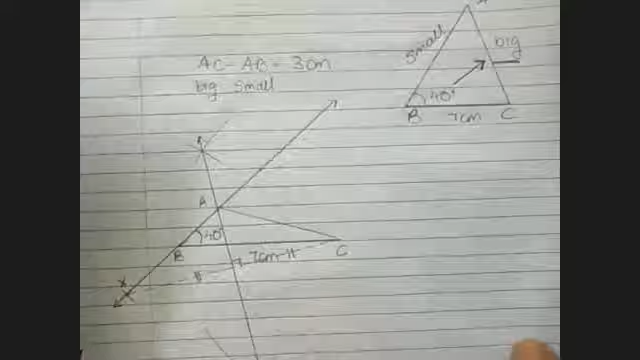 AC - AB = 3cm
big small
A
small
big
40°
B 7cm C
A
40°
B
7cm
C
X